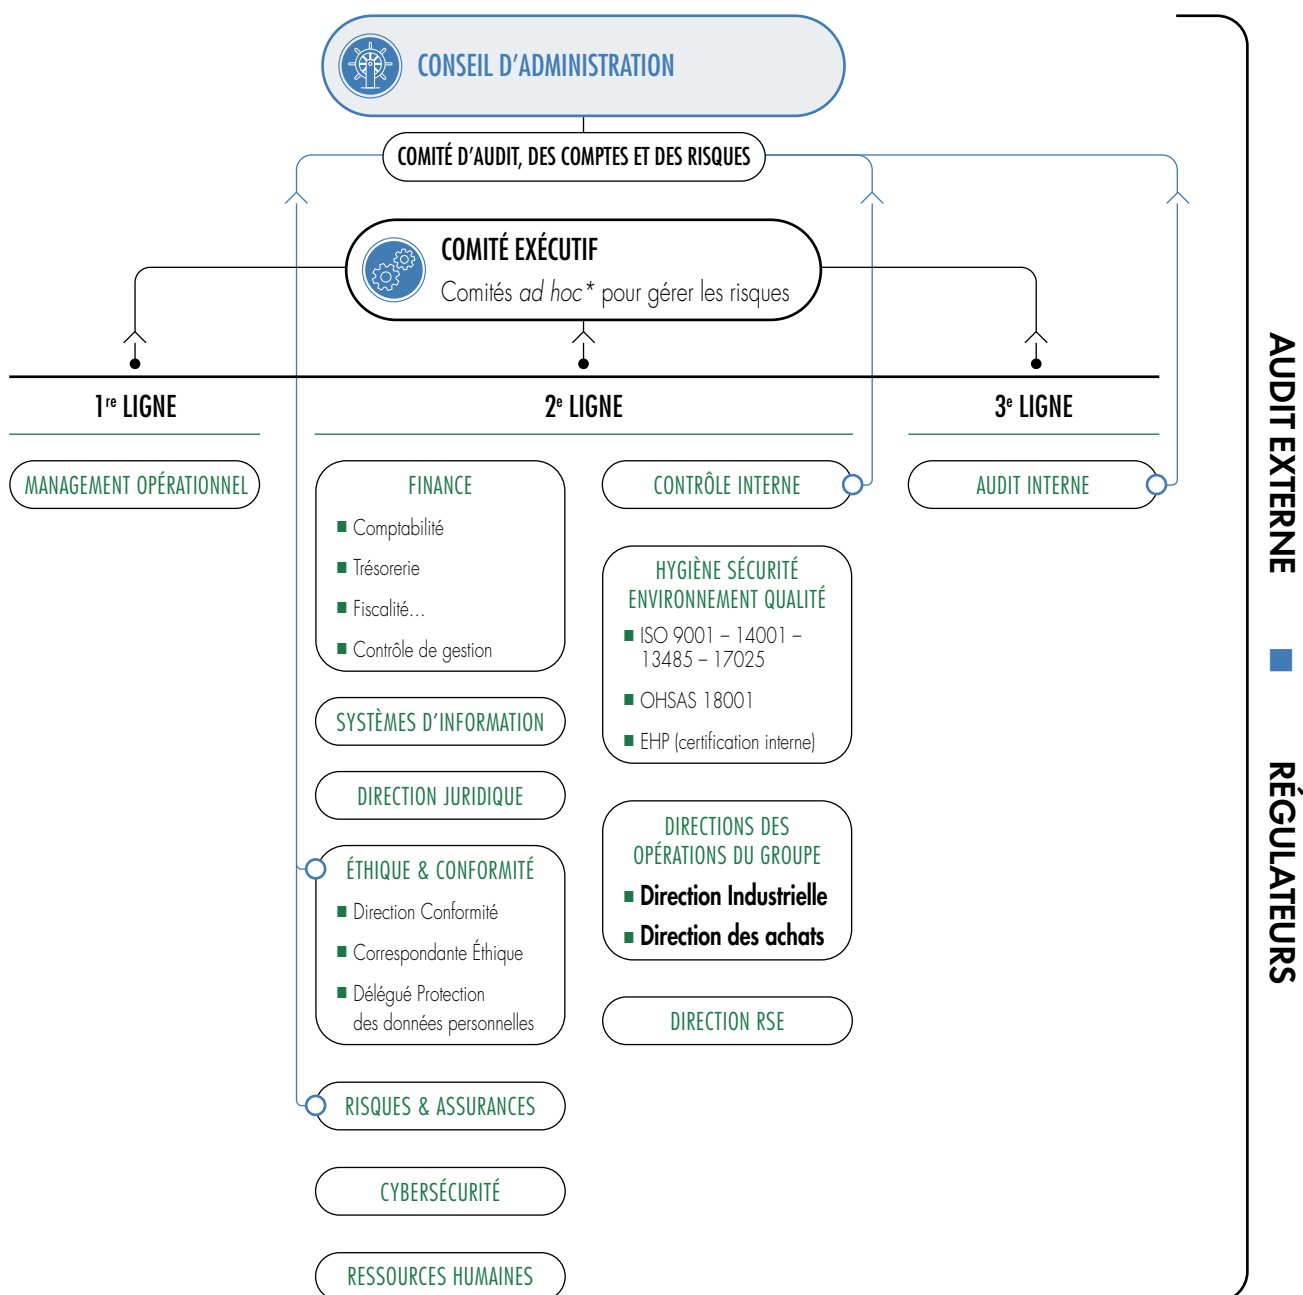 CONSEIL D'ADMINISTRATION
COMITÉ D'AUDIT, DES COMPTES ET DES RISQUES
COMITÉ EXÉCUTIF
Comités ad hoc* pour gérer les risques
1re LIGNE
MANAGEMENT OPÉRATIONNEL
2e LIGNE
FINANCE
Comptabilité
Trésorerie
Fiscalité...
Contrôle de gestion
SYSTÈMES D'INFORMATION
DIRECTION JURIDIQUE
ÉTHIQUE & CONFORMITÉ
Direction Conformité
Correspondante Éthique
Délégué Protection
des données personnelles
RISQUES & ASSURANCES
CYBERSÉCURITÉ
RESSOURCES HUMAINES
CONTRÔLE INTERNE
HYGIÈNE SÉCURITÉ
ENVIRONNEMENT QUALITÉ
ISO 9001 – 14001 –
13485 – 17025
OHSAS 18001
EHP (certification interne)
DIRECTIONS DES
OPÉRATIONS DU GROUPE
Direction Industrielle
Direction des achats
DIRECTION RSE
3e LIGNE
AUDIT INTERNE
AUDIT EXTERNE
RÉGULATEURS